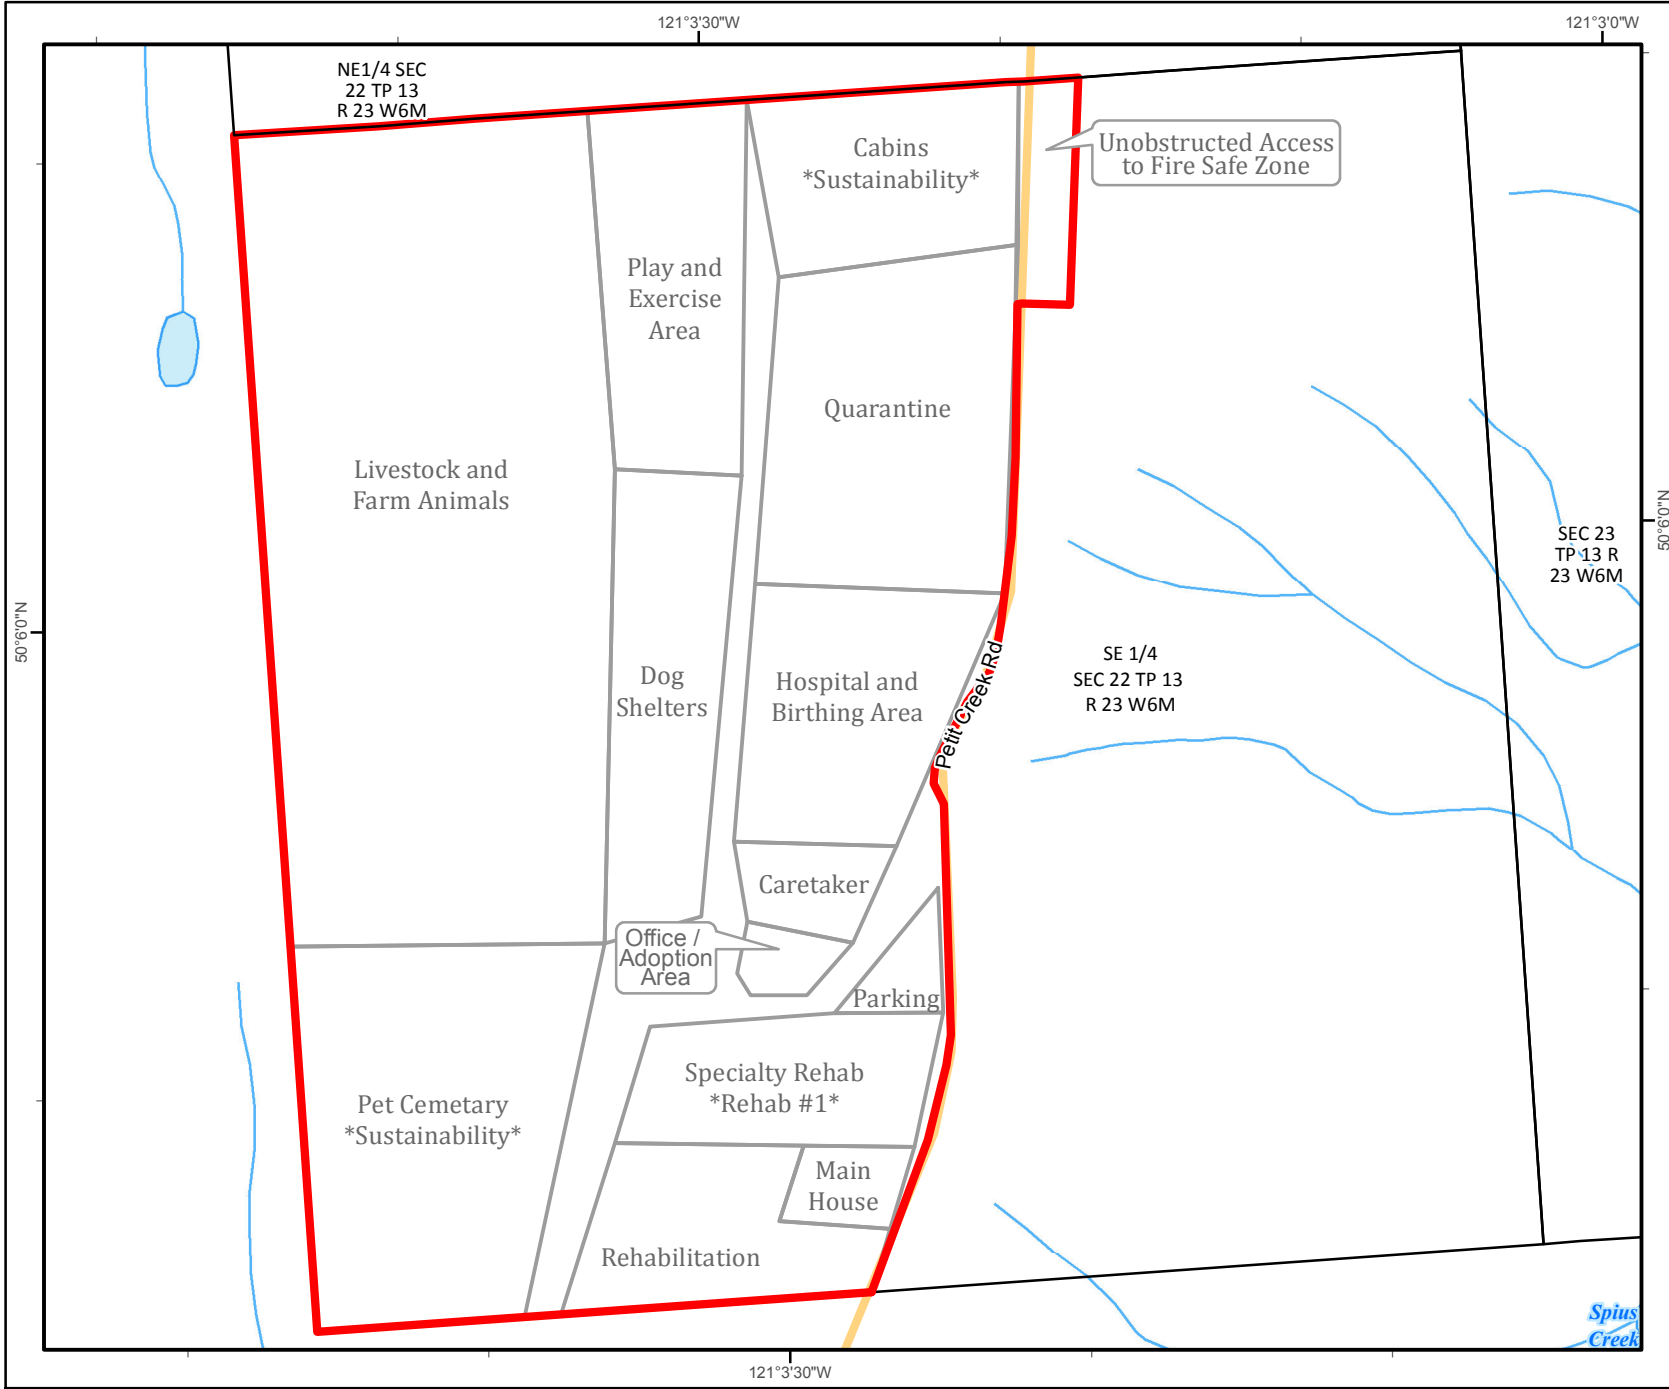 121°3'30"W
121°3'0"W
NE1/4 SEC
22 TP 13
R 23 W6M
Cabins
*Sustainability*
Unobstructed Access
to Fire Safe Zone
Play and
Exercise
Area
Quarantine
Livestock and
Farm Animals
50°6'0"N
SEC 23
TP 13 R
23 W6M
50°6'0"N
Dog
Shelters
Hospital and
Birthing Area
Petit Creek Rd
SE 1/4
SEC 22 TP 13
R 23 W6M
Caretaker
Office /
Adoption
Area
Parking
Specialty Rehab
*Rehab #1*
Pet Cemetary
*Sustainability*
Main
House
Rehabilitation
Spius
Creek
121°3'30"W